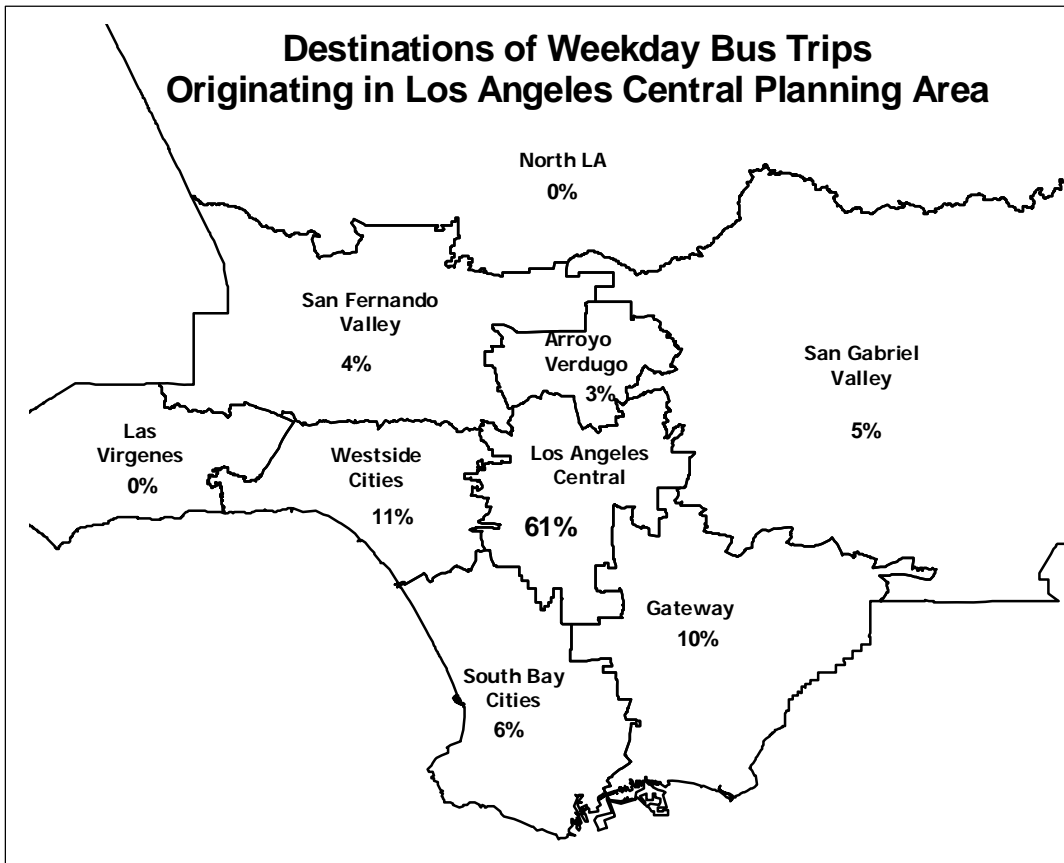 Destinations of Weekday Bus Trips
Originating in Los Angeles Central Planning Area
North LA
0%
San Fernando
Valley
4%
Arroyo
Verdugo
3%
San Gabriel
Valley
5%
Las
Virgenes
0%
Westside
Cities
11%
Los Angeles
Central
61%
Gateway
10%
South Bay
Cities
6%